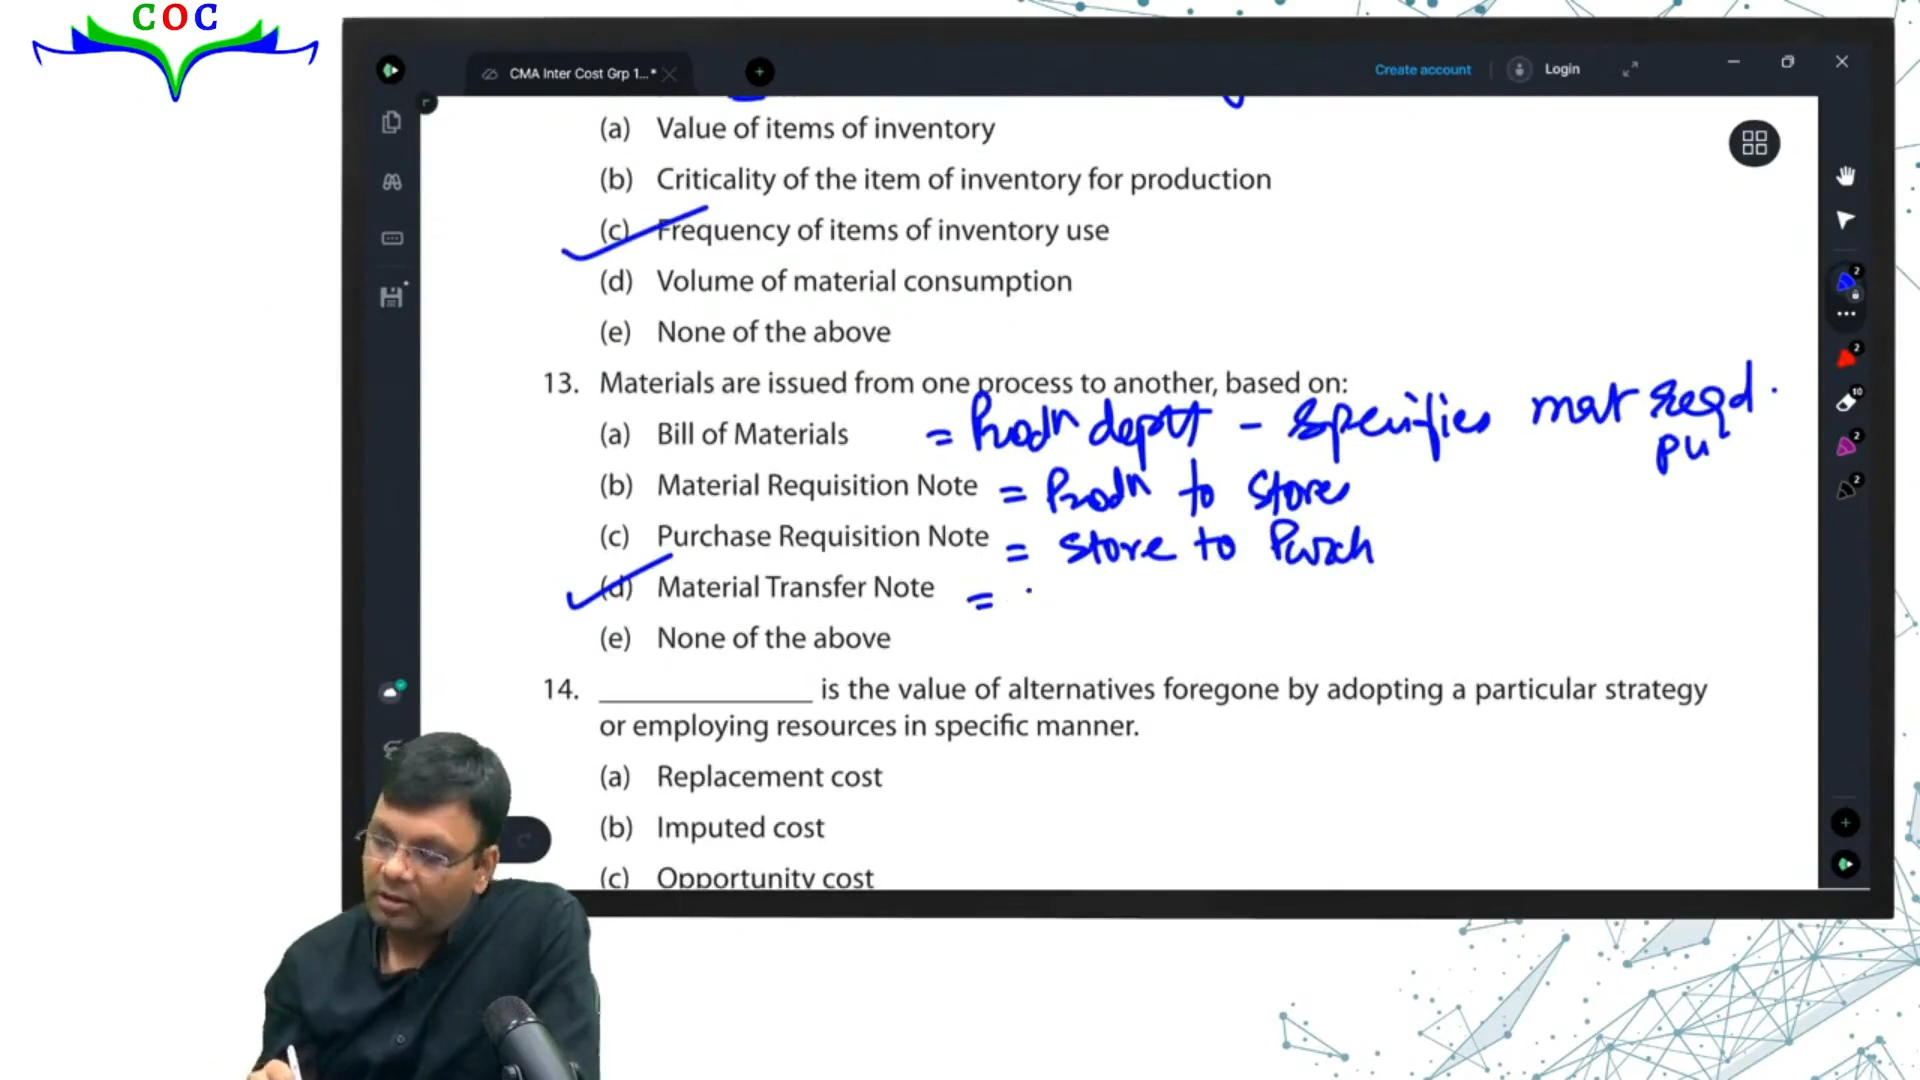 COC
CMA Inter Cost Grp 1...*
Create account
Login
(a) Value of items of inventory
(b) Criticality of the item of inventory for production
(c) Frequency of items of inventory use
(d) Volume of material consumption
(e) None of the above
13. Materials are issued from one process to another, based on:
(a) Bill of Materials = Prodn deptt - specifies mat reqd. PU
(b) Material Requisition Note = Prodn to stores
(c) Purchase Requisition Note = store to Purch
(d) Material Transfer Note =
(e) None of the above
14. ______________ is the value of alternatives foregone by adopting a particular strategy
or employing resources in specific manner.
(a) Replacement cost
(b) Imputed cost
(c) Opportunity cost